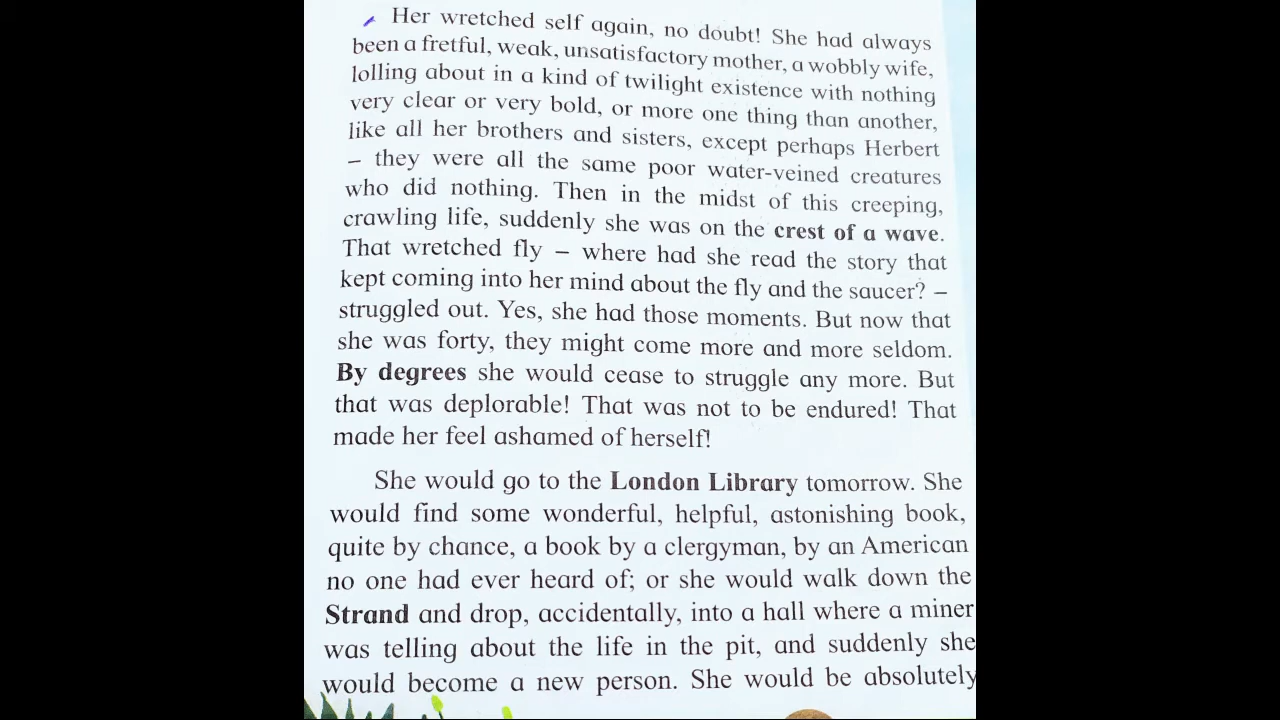 Her wretched self again, no doubt! She had always
been a fretful, weak, unsatisfactory mother, a wobbly wife,
lolling about in a kind of twilight existence with nothing
very clear or very bold, or more one thing than another,
like all her brothers and sisters, except perhaps Herbert
– they were all the same poor water-veined creatures
who did nothing. Then in the midst of this creeping,
crawling life, suddenly she was on the crest of a wave.
That wretched fly – where had she read the story that
kept coming into her mind about the fly and the saucer? –
struggled out. Yes, she had those moments. But now that
she was forty, they might come more and more seldom.
By degrees she would cease to struggle any more. But
that was deplorable! That was not to be endured! That
made her feel ashamed of herself!
She would go to the London Library tomorrow. She
would find some wonderful, helpful, astonishing book,
quite by chance, a book by a clergyman, by an American
no one had ever heard of; or she would walk down the
Strand and drop, accidentally, into a hall where a miner
was telling about the life in the pit, and suddenly she
would become a new person. She would be absolutely